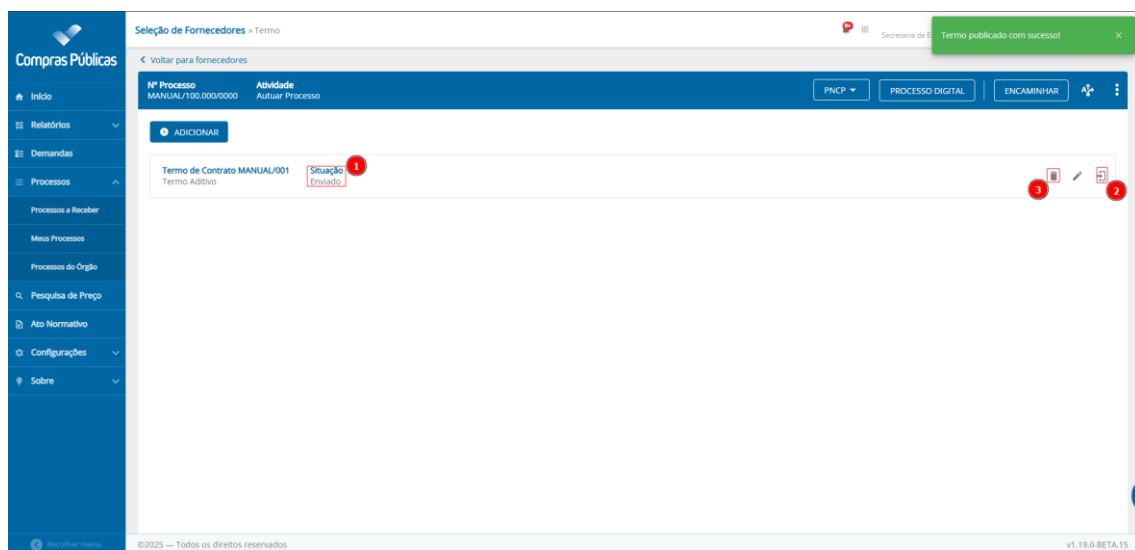 Compras Públicas
Início
Relatórios
Demandas
Processos
Processos a Receber
Meus Processos
Processos do Órgão
Pesquisa de Preço
Ato Normativo
Configurações
Sobre
Recolher menu
Seleção de Fornecedores » Termo
Secretaria de E
Termo publicado com sucesso! ×
Voltar para fornecedores
Nº Processo Atividade
MANUAL/100.000/0000 Autuar Processo
PNCP PROCESSO DIGITAL ENCAMINHAR
ADICIONAR
Termo de Contrato MANUAL/001 Situação 1
Termo Aditivo Enviado
3 2
©2025 — Todos os direitos reservados v1.19.0-BETA.15